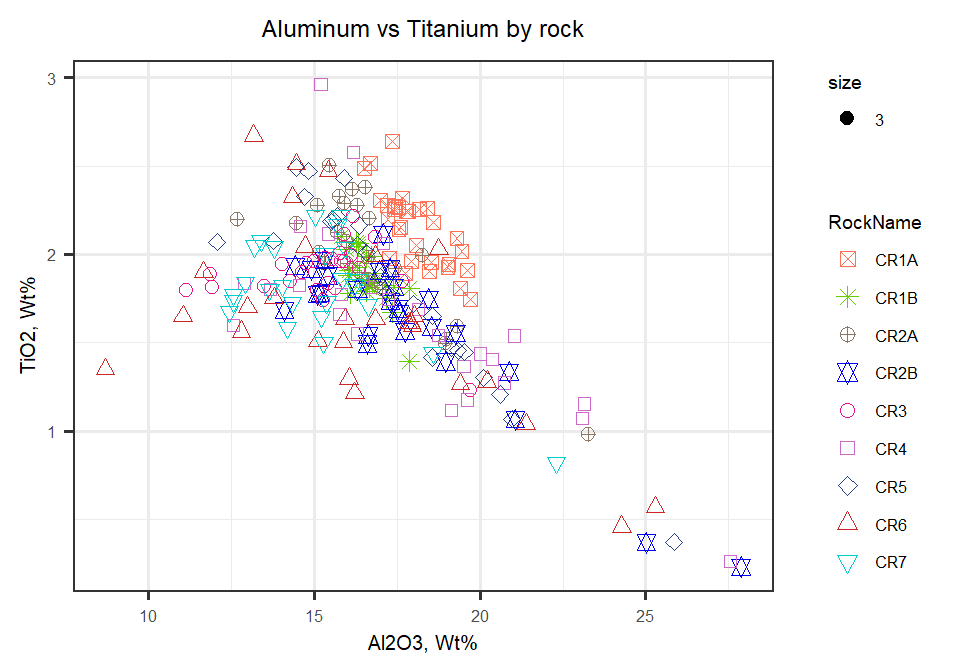 Aluminum vs Titanium by rock
TiO2, Wt%
3
2
1
10
15
20
25
Al2O3, Wt%
size
3
RockName
CR1A
CR1B
CR2A
CR2B
CR3
CR4
CR5
CR6
CR7